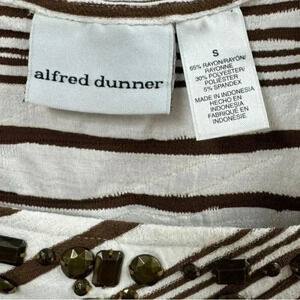 alfred dunner
S
65% RAYON/RAYÓN/
RAYONNE
30% POLYESTER/
POLIÉSTER
5% SPANDEX
MADE IN INDONESIA
HECHO EN
INDONESIA
FABRIQUÉ EN
INDONÉSIE